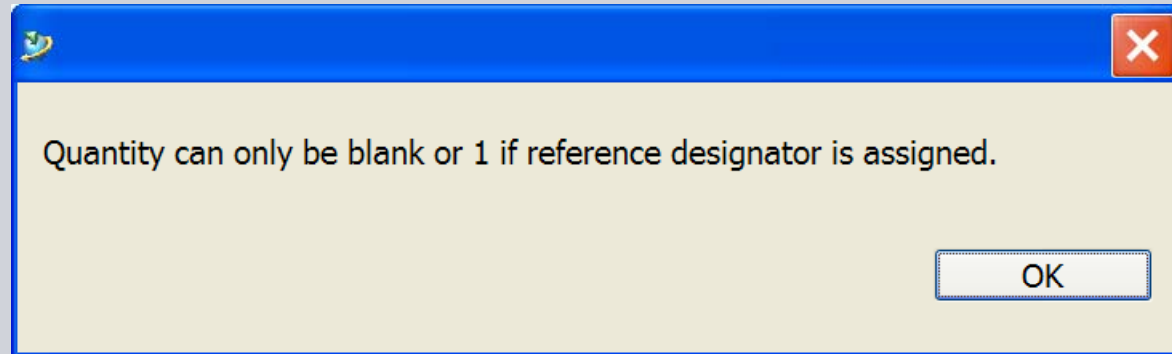 Quantity can only be blank or 1 if reference designator is assigned.
OK